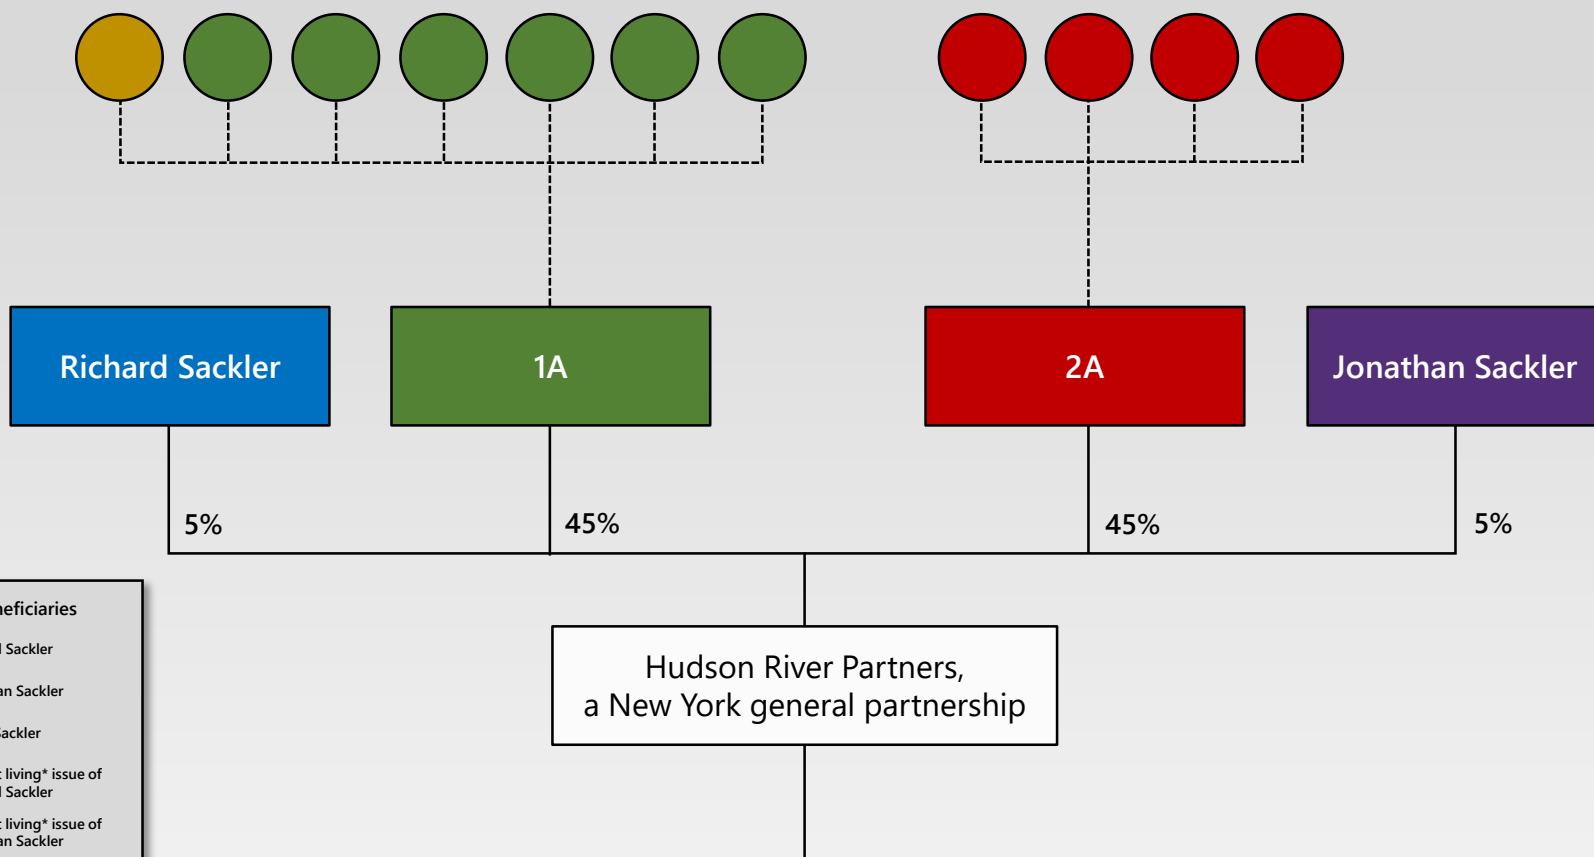 Richard Sackler
1A
2A
Jonathan Sackler
5%
45%
45%
5%
Sackler
Sackler
living* issue of
Sackler
living* issue of
Sackler
Hudson River Partners,
a New York general partnership